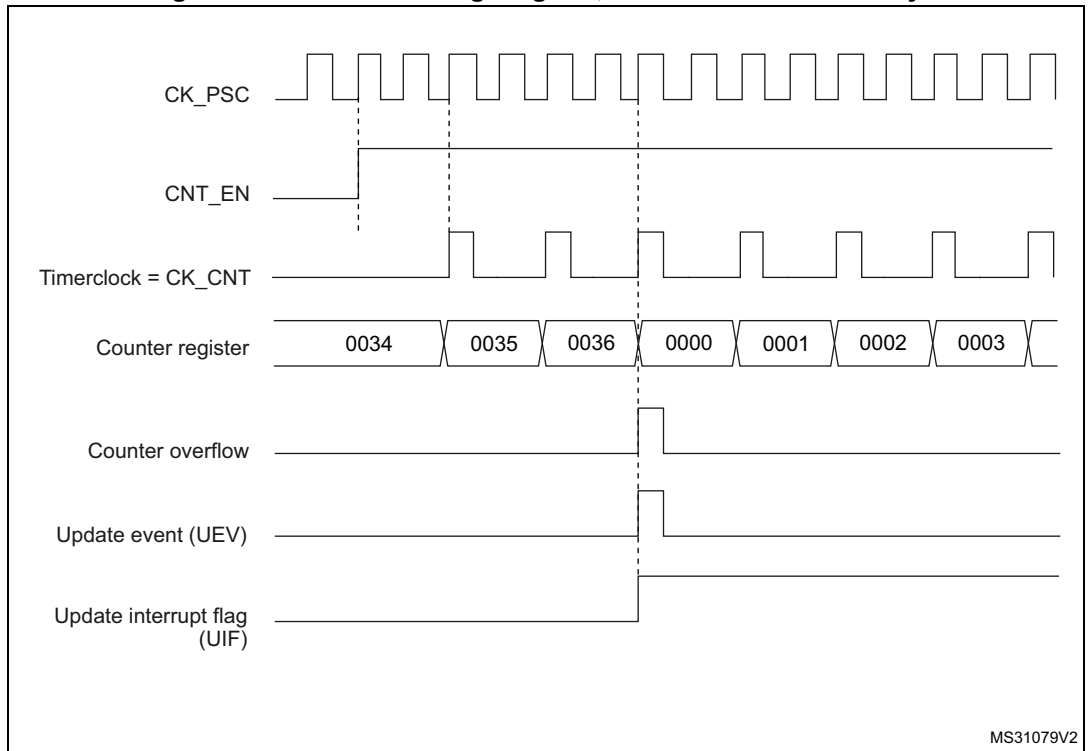 CK_PSC
CNT_EN
Timerclock = CK_CNT
Counter register
0034 0035 0036 0000 0001 0002 0003
Counter overflow
Update event (UEV)
Update interrupt flag
(UIF)
MS31079V2